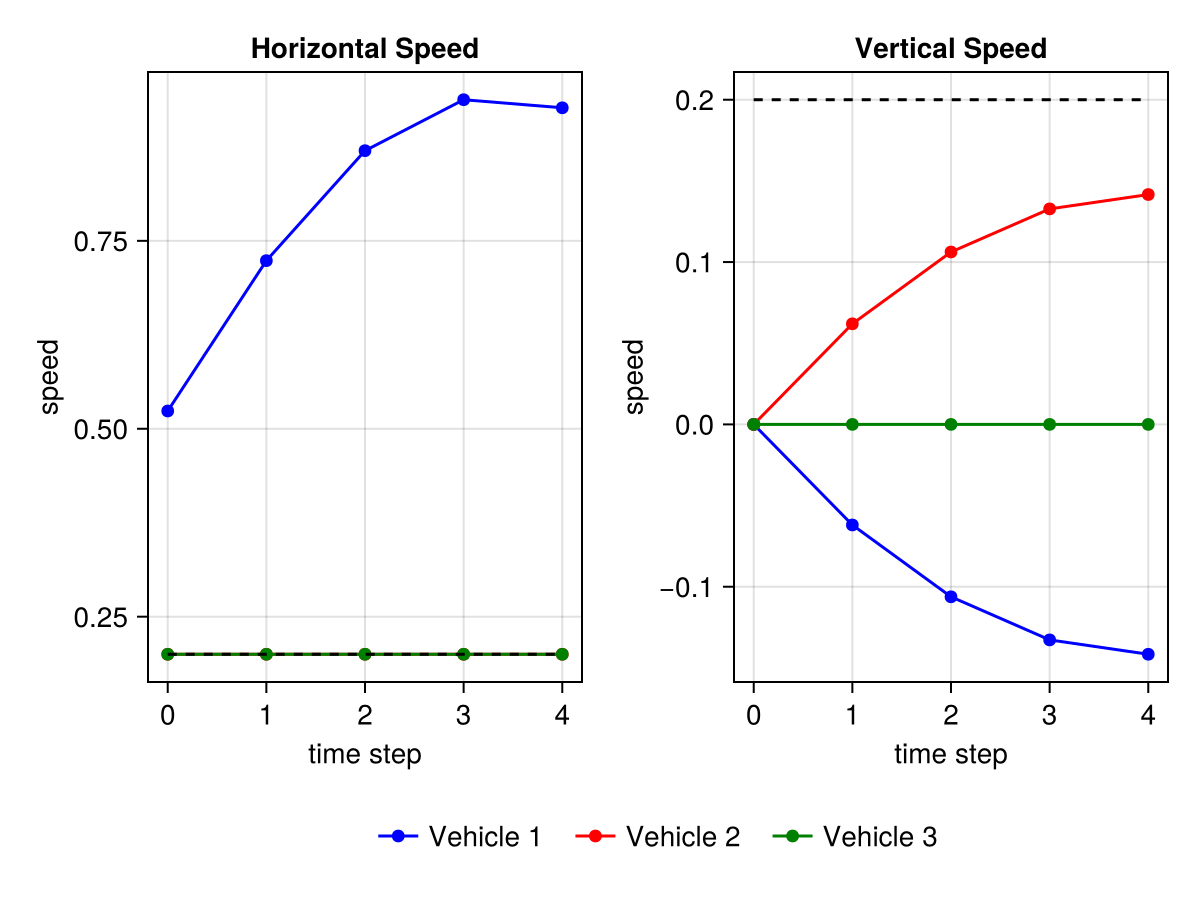 Horizontal Speed
speed
0.75
0.50
0.25
0
1
2
3
4
time step
Vertical Speed
speed
0.2
0.1
0.0
−0.1
0
1
2
3
4
time step
Vehicle 1
Vehicle 2
Vehicle 3